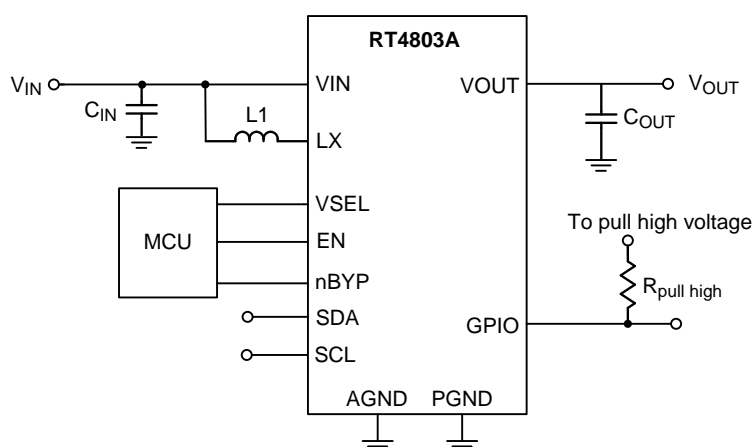 RT4803A
VIN
VIN
VOUT
VOUT
CIN
L1
COUT
LX
VSEL
MCU
EN
To pull high voltage
nBYP
Rpull high
SDA
GPIO
SCL
AGND
PGND